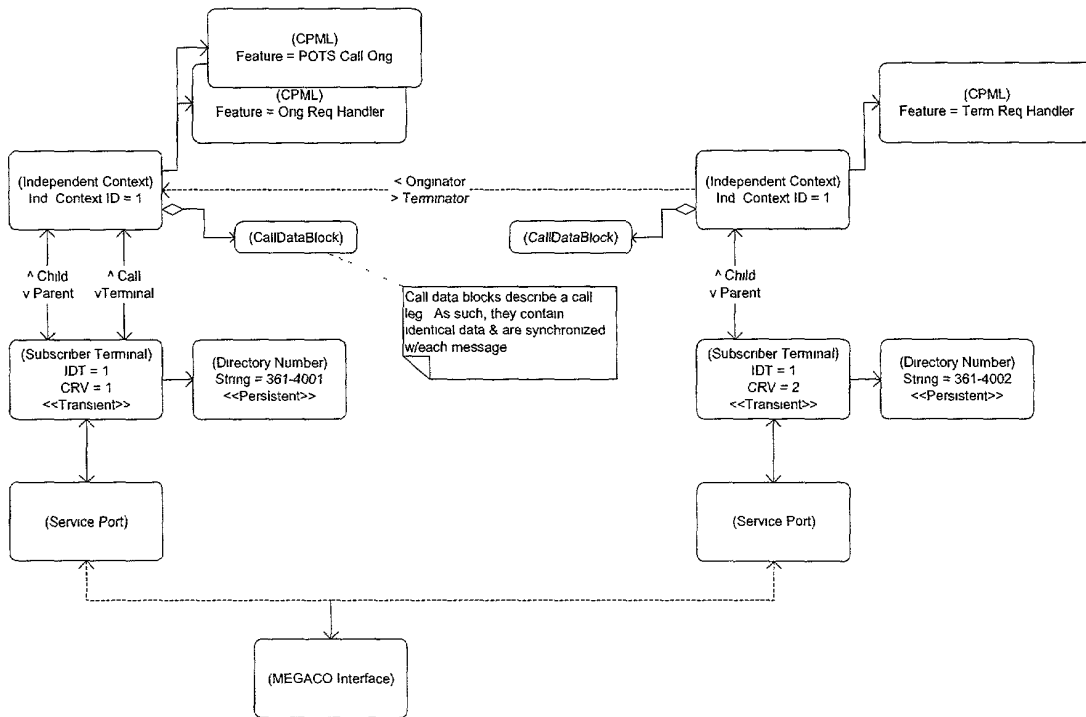 (CPML)
Feature = POTS Call Orig
(CPML)
Feature = Orig Req Handler
(CPML)
Feature = Term Req Handler
(Independent Context)
Ind Context ID = 1
< Originator
> Terminator
(Independent Context)
Ind Context ID = 1
(CallDataBlock)
(CallDataBlock)
^ Child
v Parent
^ Call
vTerminal
Call data blocks describe a call
leg As such, they contain
identical data & are synchronized
w/each message
^ Child
v Parent
(Subscriber Terminal)
IDT = 1
CRV = 1
<<Transient>>
(Directory Number)
String = 361-4001
<<Persistent>>
(Subscriber Terminal)
IDT = 1
CRV = 2
<<Transient>>
(Directory Number)
String = 361-4002
<<Persistent>>
(Service Port)
(Service Port)
(MEGACO Interface)